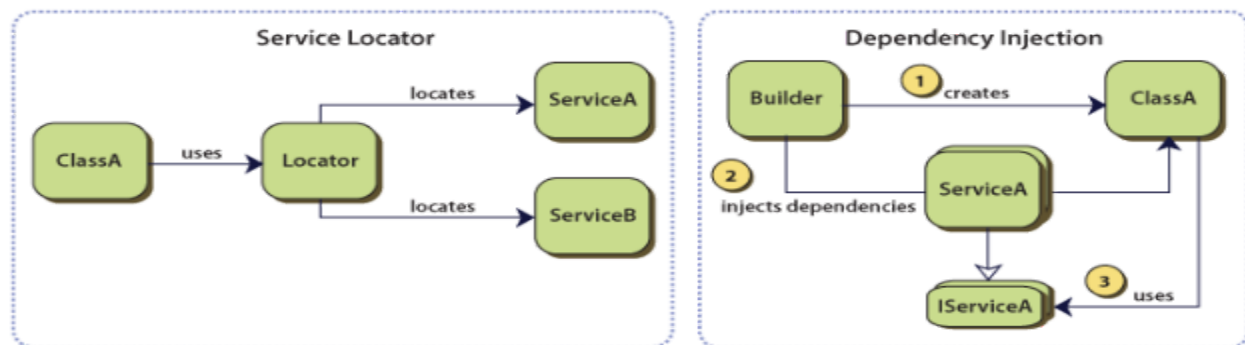 Service Locator
ClassA
uses
Locator
locates
ServiceA
locates
ServiceB
Dependency Injection
Builder
1
creates
ClassA
2
injects dependencies
ServiceA
IServiceA
3
uses